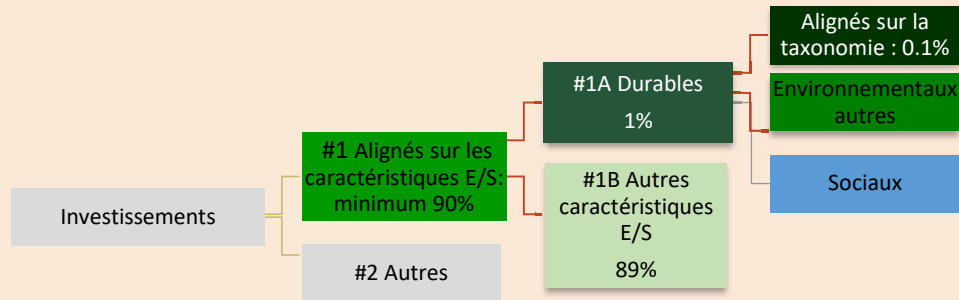 Investissements
#1 Alignés sur les
caractéristiques E/S:
minimum 90%
#2 Autres
#1A Durables
1%
#1B Autres
caractéristiques
E/S
89%
Alignés sur la
taxonomie : 0.1%
Environnementaux
autres
Sociaux